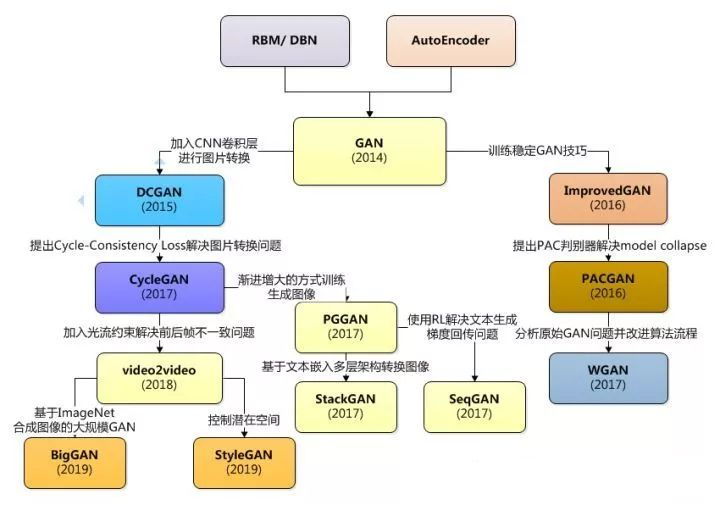 RBM/ DBN
AutoEncoder
GAN
(2014)
加入CNN卷积层
进行图片转换
训练稳定GAN技巧
DCGAN
(2015)
ImprovedGAN
(2016)
提出Cycle-Consistency Loss解决图片转换问题
提出PAC判别器解决model collapse
CycleGAN
(2017)
渐进增大的方式训练
生成图像
PACGAN
(2016)
PGGAN
(2017)
使用RL解决文本生成
梯度回传问题
加入光流约束解决前后帧不一致问题
分析原始GAN问题并改进算法流程
video2video
(2018)
基于文本嵌入多层架构转换图像
WGAN
(2017)
StackGAN
(2017)
SeqGAN
(2017)
基于ImageNet
合成图像的大规模GAN
控制潜在空间
BigGAN
(2019)
StyleGAN
(2019)